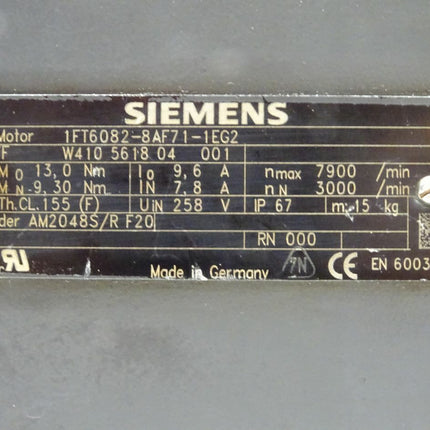 SIEMENS
Motor 1FT6082-8AF71-1EG2
F W410 5618 04 001
M0 13,0 Nm I0 9,6 A nmax 7900 /min
MN 9,30 Nm IN 7,8 A nN 3000 /min
Th.CL.155 (F) UIN 258 V IP 67 m: 15 kg
der AM2048S/R F20
RN 000
Made in Germany CE EN 6003